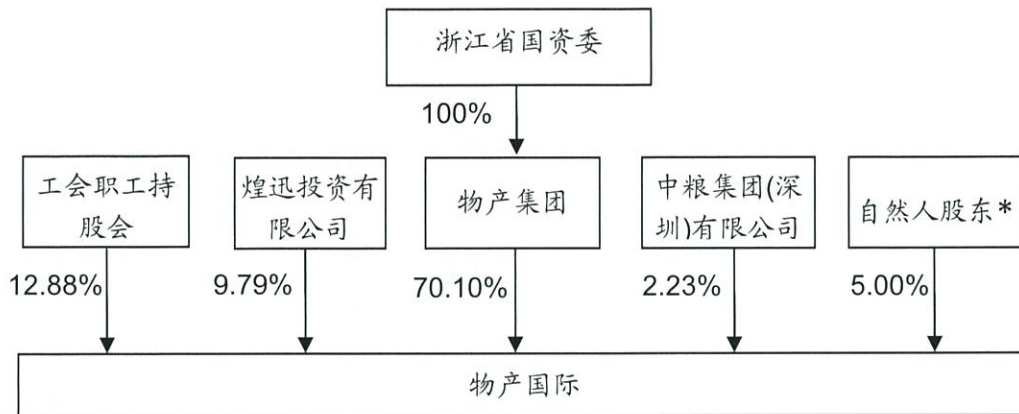 浙江省国资委
100%
工会职工持
股会
煌迅投资有
限公司
物产集团
中粮集团(深
圳)有限公司
自然人股东*
12.88%
9.79%
70.10%
2.23%
5.00%
物产国际